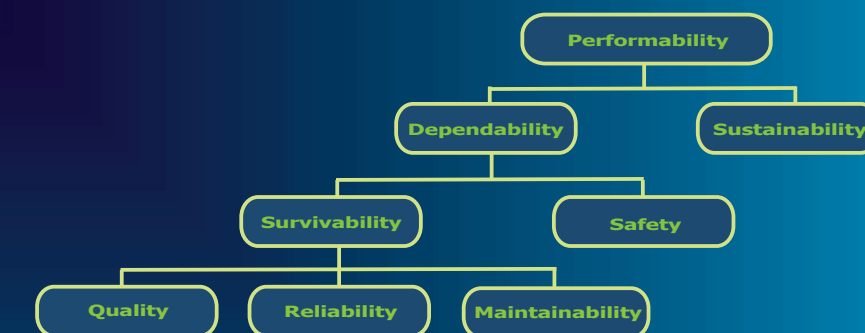 Performability
Dependability
Sustainability
Survivability
Safety
Quality
Reliability
Maintainability